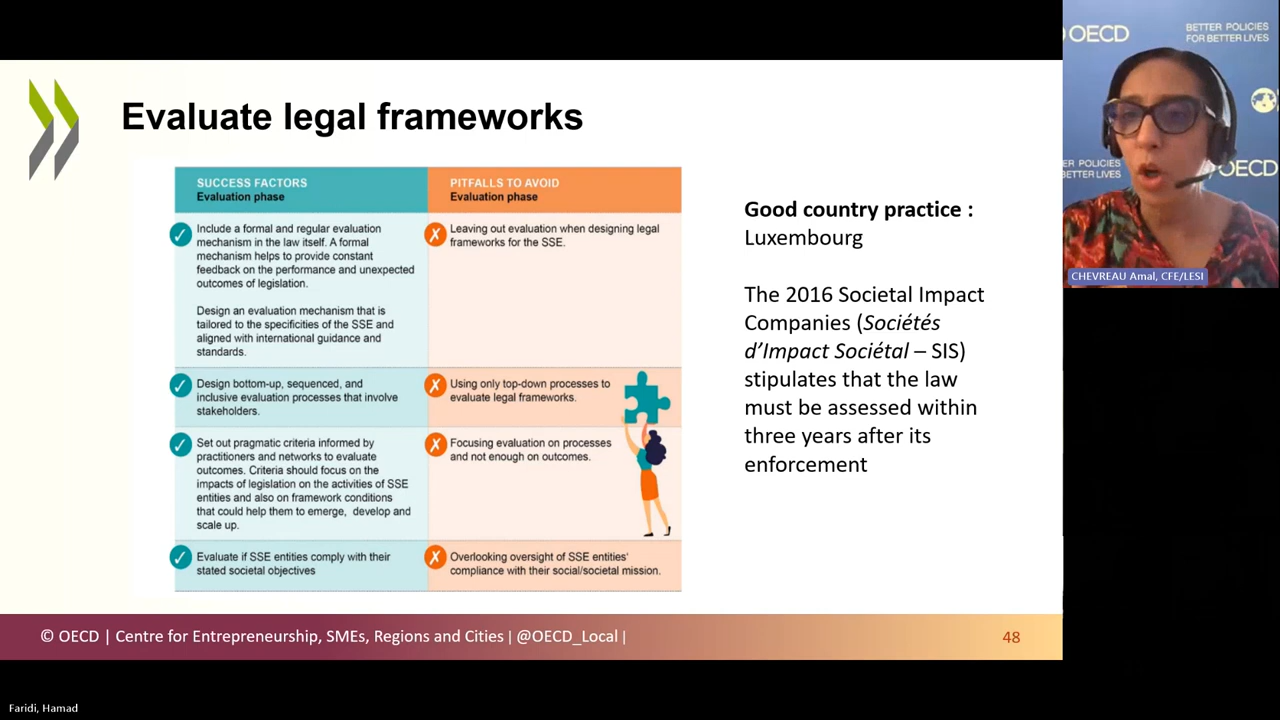 Evaluate legal frameworks
SUCCESS FACTORS
Evaluation phase
PITFALLS TO AVOID
Evaluation phase
Include a formal and regular evaluation
mechanism in the law itself. A formal
mechanism helps to provide constant
feedback on the performance and unexpected
outcomes of legislation.
Design an evaluation mechanism that is
tailored to the specificities of the SSE and
aligned with international guidance and
standards.
Leaving out evaluation when designing legal
frameworks for the SSE.
Design bottom-up, sequenced, and
inclusive evaluation processes that involve
stakeholders.
Using only top-down processes to
evaluate legal frameworks.
Set out pragmatic criteria informed by
practitioners and networks to evaluate
outcomes. Criteria should focus on the
impacts of legislation on the activities of SSE
entities and also on framework conditions
that could help them to emerge, develop and
scale up.
Focusing evaluation on processes
and not enough on outcomes.
Evaluate if SSE entities comply with their
stated societal objectives
Overlooking oversight of SSE entities'
compliance with their social/societal mission.
Good country practice :
Luxembourg
The 2016 Societal Impact
Companies (Sociétés
d'Impact Sociétal – SIS)
stipulates that the law
must be assessed within
three years after its
enforcement
© OECD | Centre for Entrepreneurship, SMEs, Regions and Cities | @OECD_Local |
48
OECD
BETTER POLICIES
FOR BETTER LIVES
ER POLICIES
BETTER LIVES
OECD
CHEVREAU Amal, CFE/LESI
Faridi, Hamad